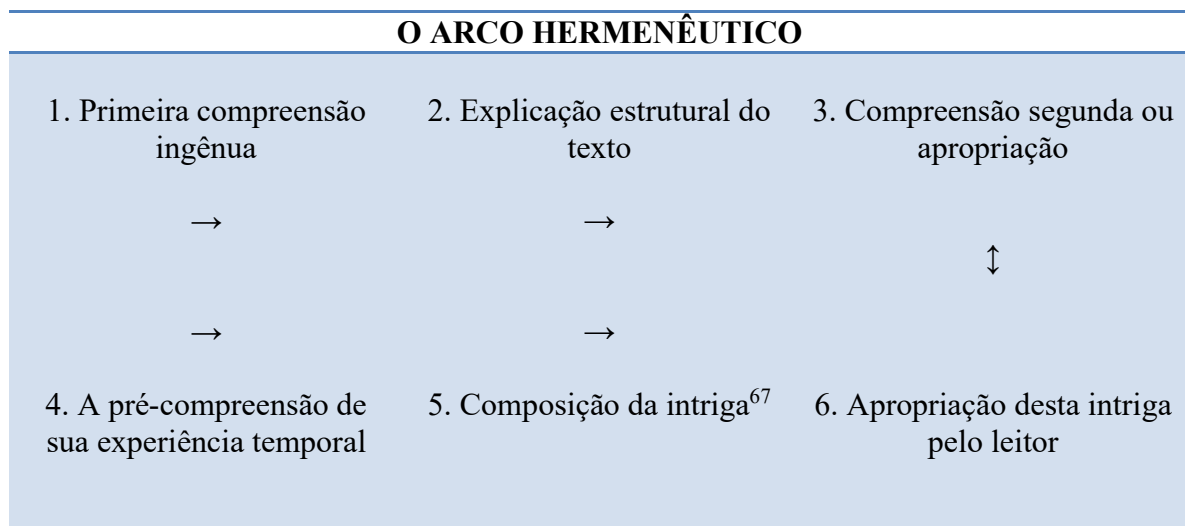 O ARCO HERMENÊUTICO
1. Primeira compreensão
ingênua
2. Explicação estrutural do
texto
3. Compreensão segunda ou
apropriação
→ →
↕
→ →
4. A pré-compreensão de
sua experiência temporal
5. Composição da intriga67
6. Apropriação desta intriga
pelo leitor